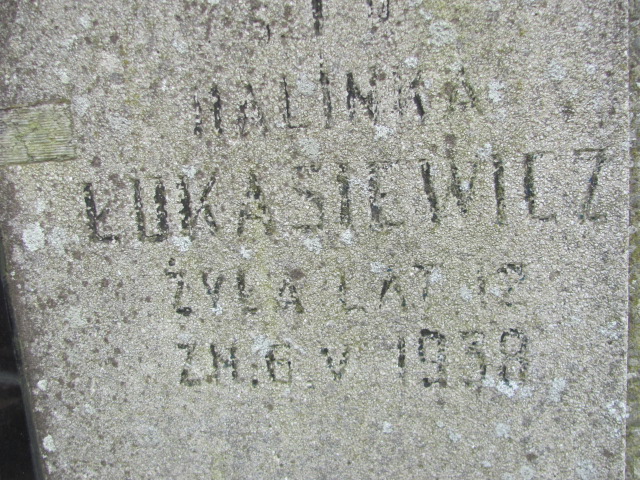 HALINKA
ŁUKASIEWICZ
ŻYŁA LAT 12
ZM. 6 V 1938